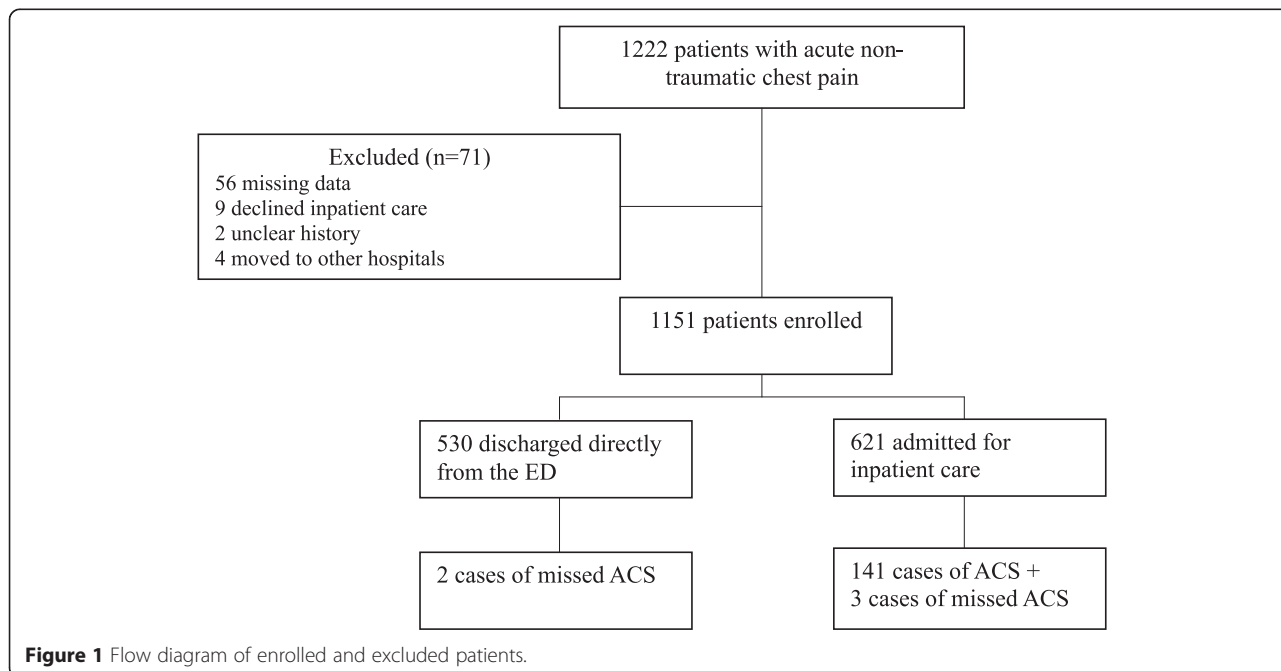 1222 patients with acute non-
traumatic chest pain
Excluded (n=71)
56 missing data
9 declined inpatient care
2 unclear history
4 moved to other hospitals
1151 patients enrolled
530 discharged directly
from the ED
621 admitted for
inpatient care
2 cases of missed ACS
141 cases of ACS +
3 cases of missed ACS
Figure 1 Flow diagram of enrolled and excluded patients.